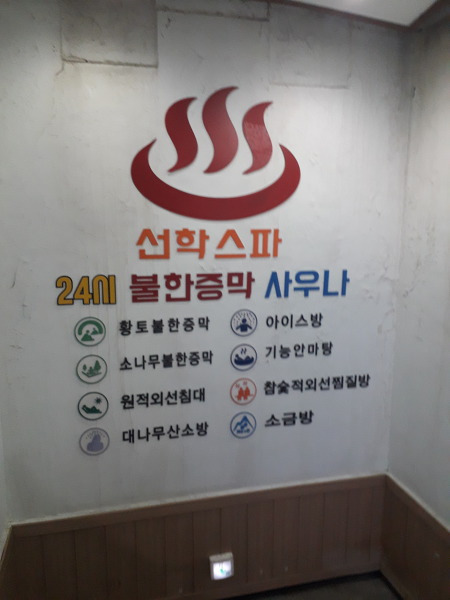 선학스파
24시 불한증막 사우나
황토불한증막
소나무불한증막
원적외선침대
대나무산소방
아이스방
기능안마탕
참숯적외선찜질방
소금방